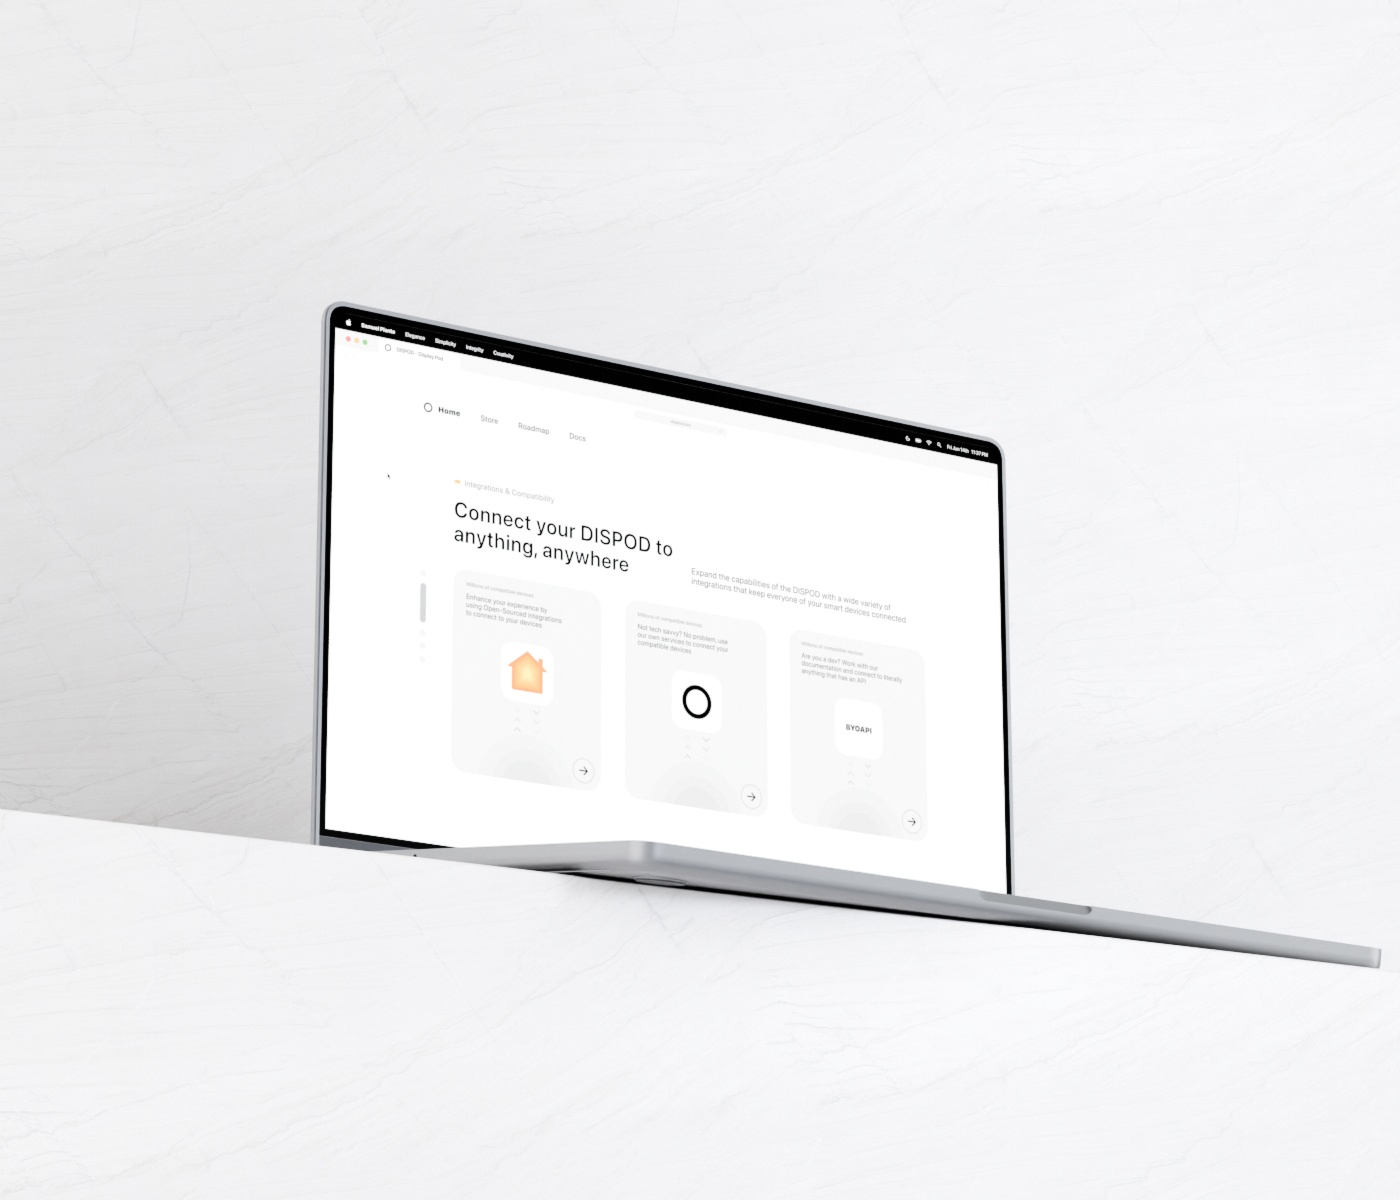 Samuel Plante Elegance Simplicity Integrity Creativity
Fri Jun 14th 11:37 PM
DISPOD - Display Pod
Home Store Roadmap Docs
Integrations & Compatibility
Connect your DISPOD to
anything, anywhere
Expand the capabilities of the DISPOD with a wide variety of
integrations that keep everyone of your smart devices connected
Millions of compatible devices
Enhance your experience by
using Open-Sourced integrations
to connect to your devices
Millions of compatible devices
Not tech savvy? No problem, use
our own services to connect your
compatible devices
Millions of compatible devices
Are you a dev? Work with our
documentation and connect to literally
anything that has an API
BYOAPI